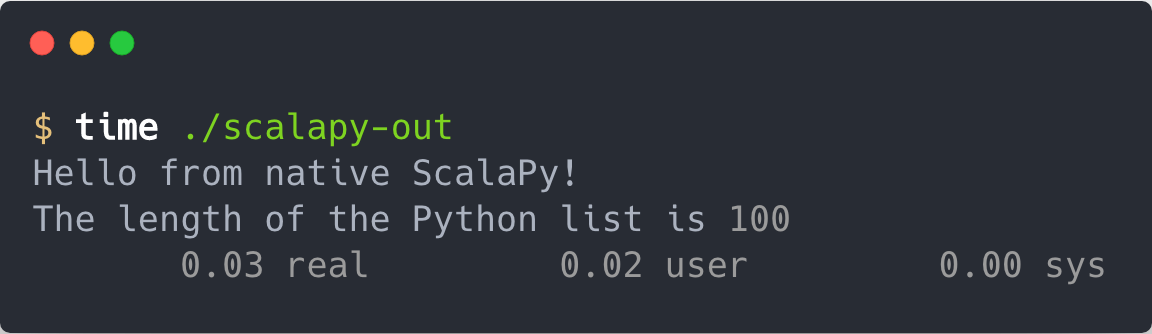 $ time ./scalapy-out
Hello from native ScalaPy!
The length of the Python list is 100
       0.03 real         0.02 user         0.00 sys